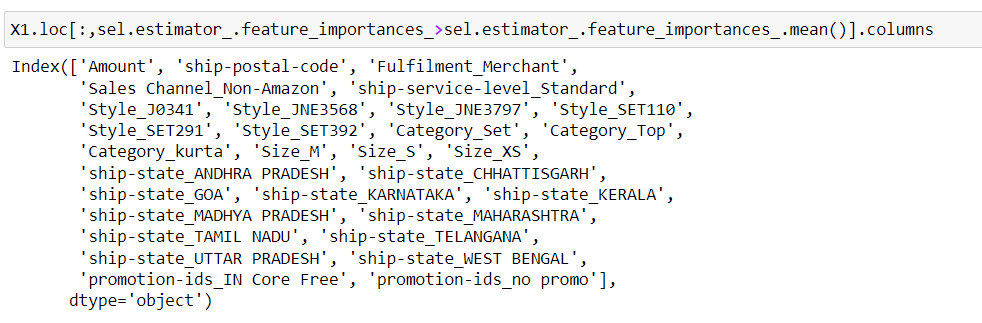 X1.loc[:,sel.estimator_.feature_importances_>sel.estimator_.feature_importances_.mean()].columns
Index(['Amount', 'ship-postal-code', 'Fulfilment_Merchant',
'Sales Channel_Non-Amazon', 'ship-service-level_Standard',
'Style_J0341', 'Style_JNE3568', 'Style_JNE3797', 'Style_SET110',
'Style_SET291', 'Style_SET392', 'Category_Set', 'Category_Top',
'Category_kurta', 'Size_M', 'Size_S', 'Size_XS',
'ship-state_ANDHRA PRADESH', 'ship-state_CHHATTISGARH',
'ship-state_GOA', 'ship-state_KARNATAKA', 'ship-state_KERALA',
'ship-state_MADHYA PRADESH', 'ship-state_MAHARASHTRA',
'ship-state_TAMIL NADU', 'ship-state_TELANGANA',
'ship-state_UTTAR PRADESH', 'ship-state_WEST BENGAL',
'promotion-ids_IN Core Free', 'promotion-ids_no promo'],
dtype='object')